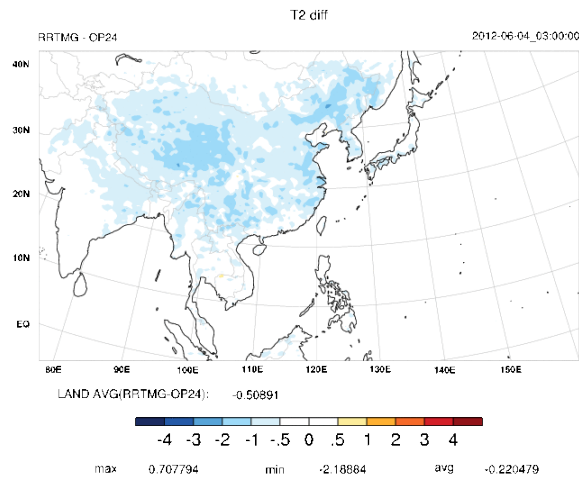 T2 diff
RRTMG - OP24 2012-06-04_03:00:00
40N
30N
20N
10N
EQ
80E 90E 100E 110E 120E 130E 140E 150E
LAND AVG(RRTMG-OP24): -0.50891
-4 -3 -2 -1 -.5 0 .5 1 2 3 4
max 0.707794 min -2.18884 avg -0.220479